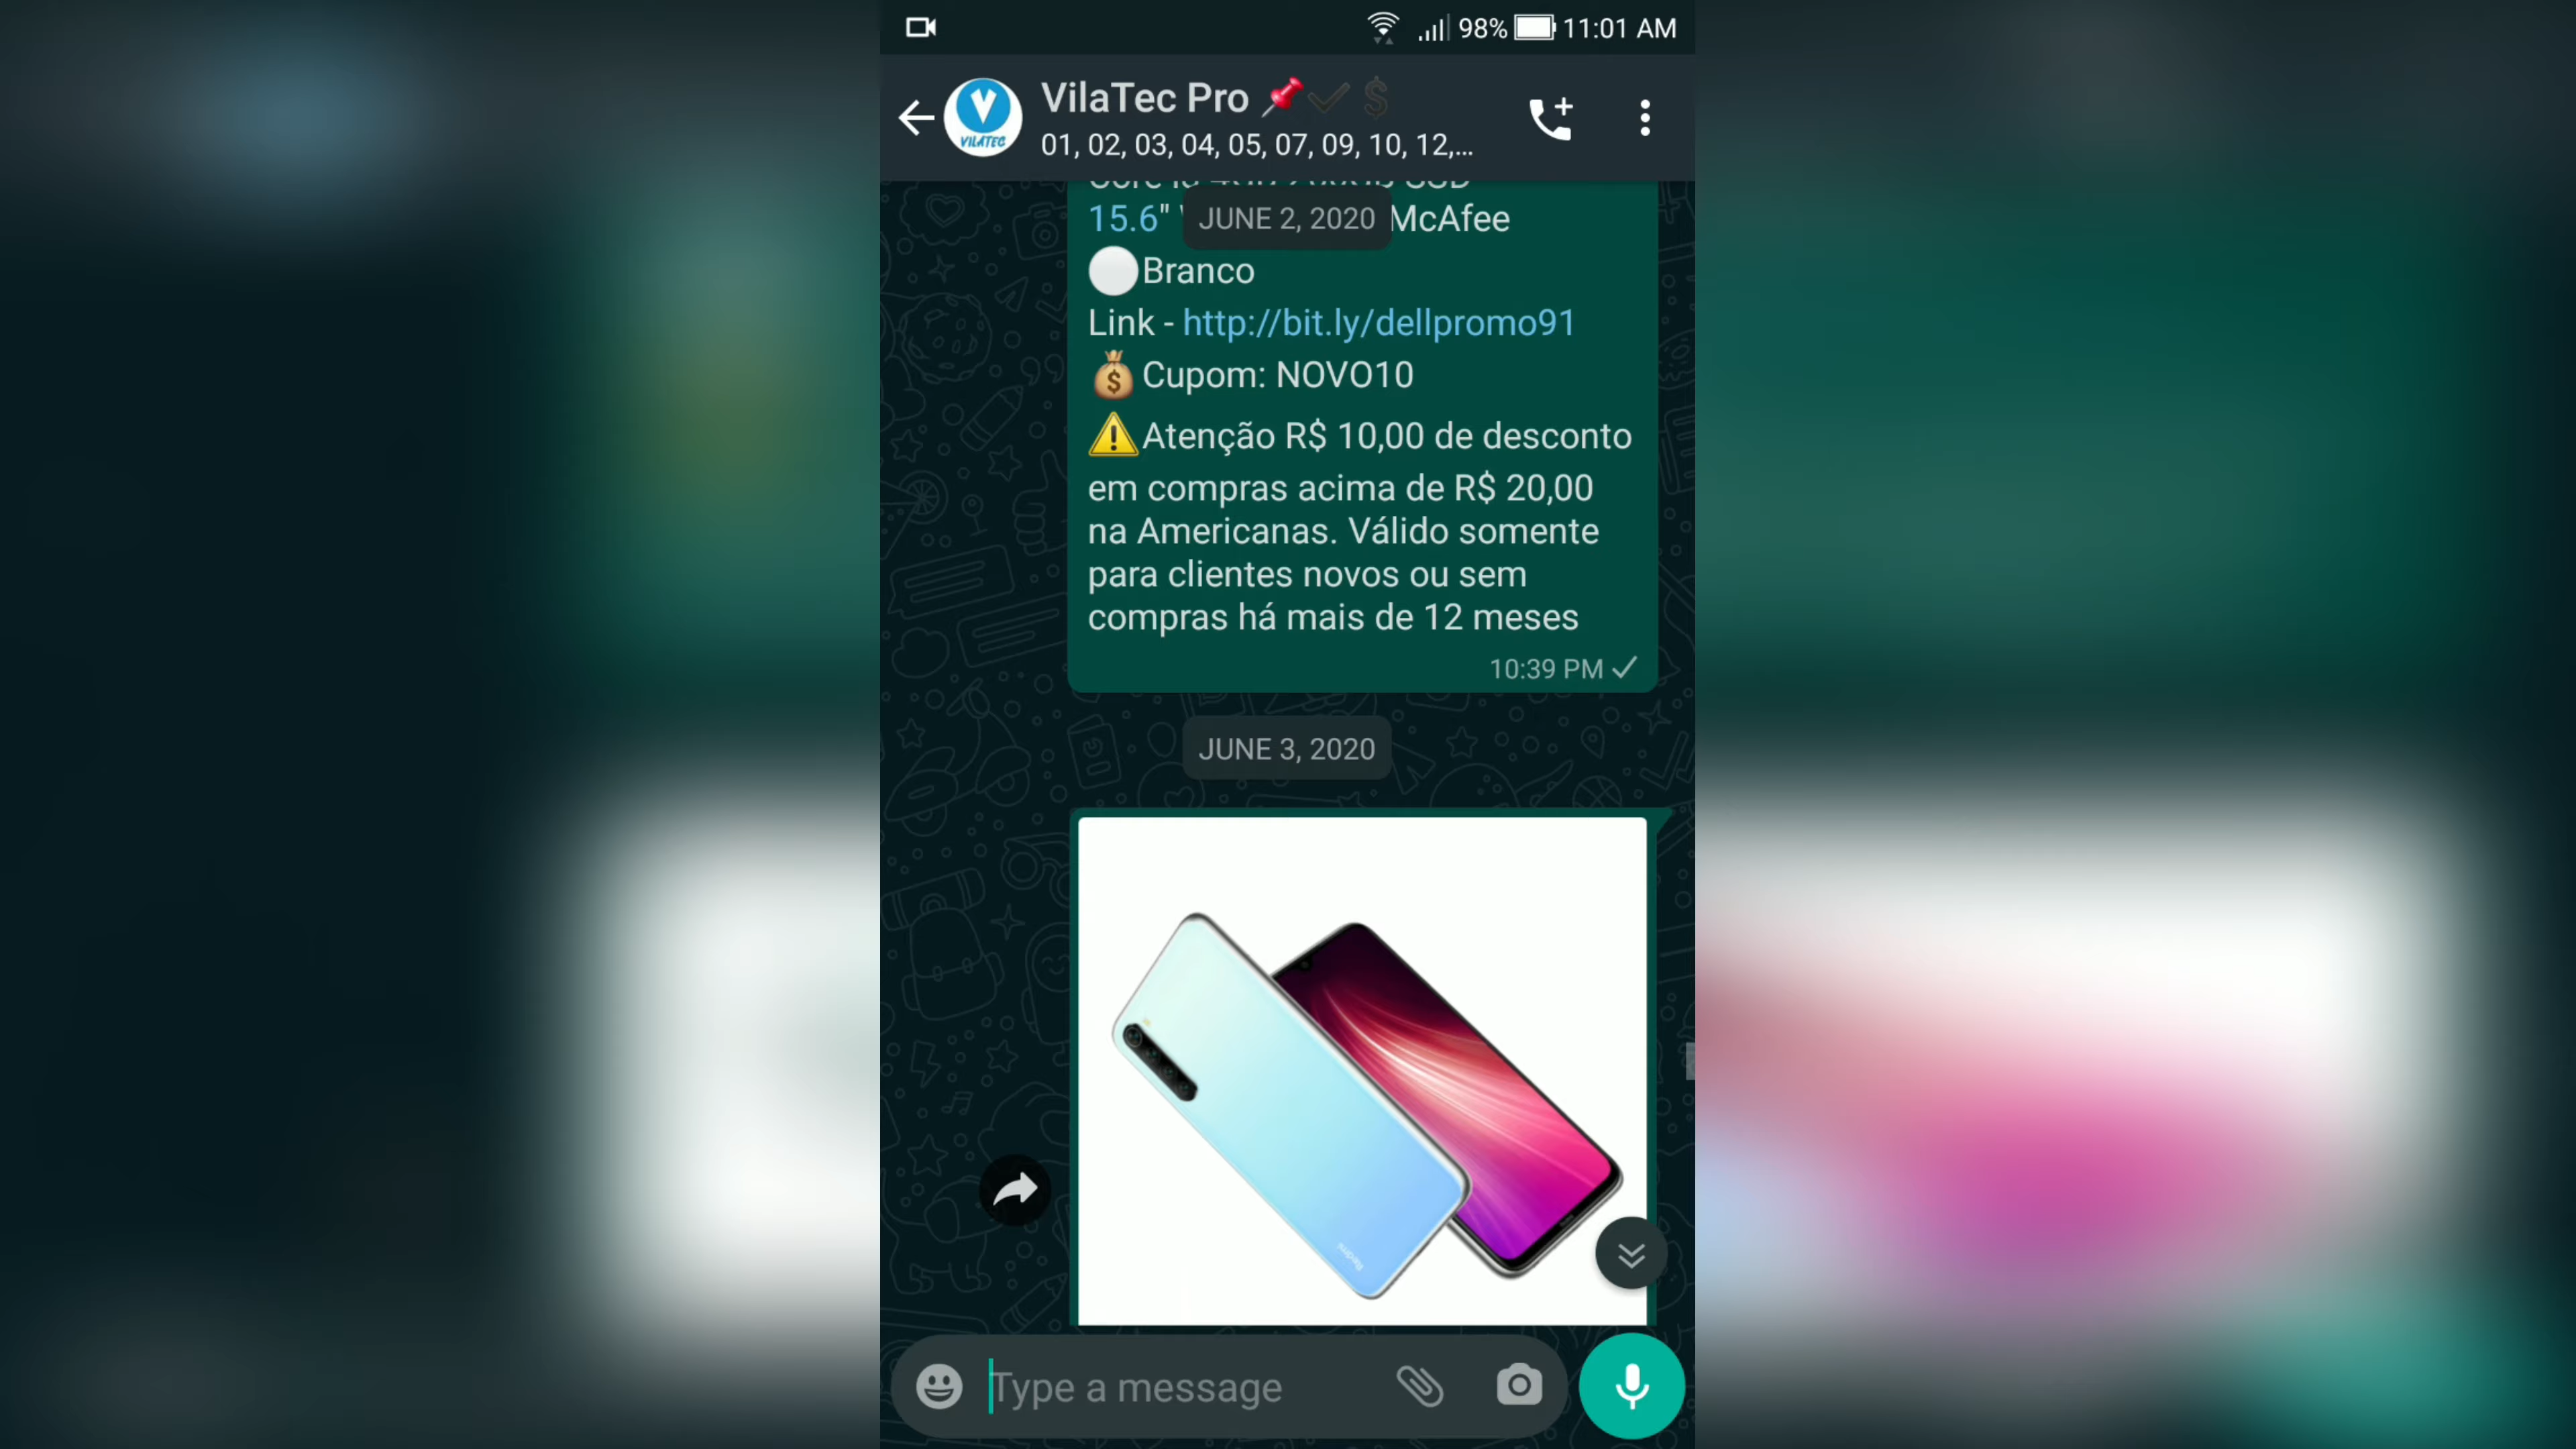 98% 11:01 AM
VilaTec Pro 📌✔$
VILATEC
01, 02, 03, 04, 05, 07, 09, 10, 12,...
15.6" McAfee
JUNE 2, 2020
Branco
Link - http://bit.ly/dellpromo91
Cupom: NOVO10
Atenção R$ 10,00 de desconto
em compras acima de R$ 20,00
na Americanas. Válido somente
para clientes novos ou sem
compras há mais de 12 meses
10:39 PM
JUNE 3, 2020
Redmi
Type a message